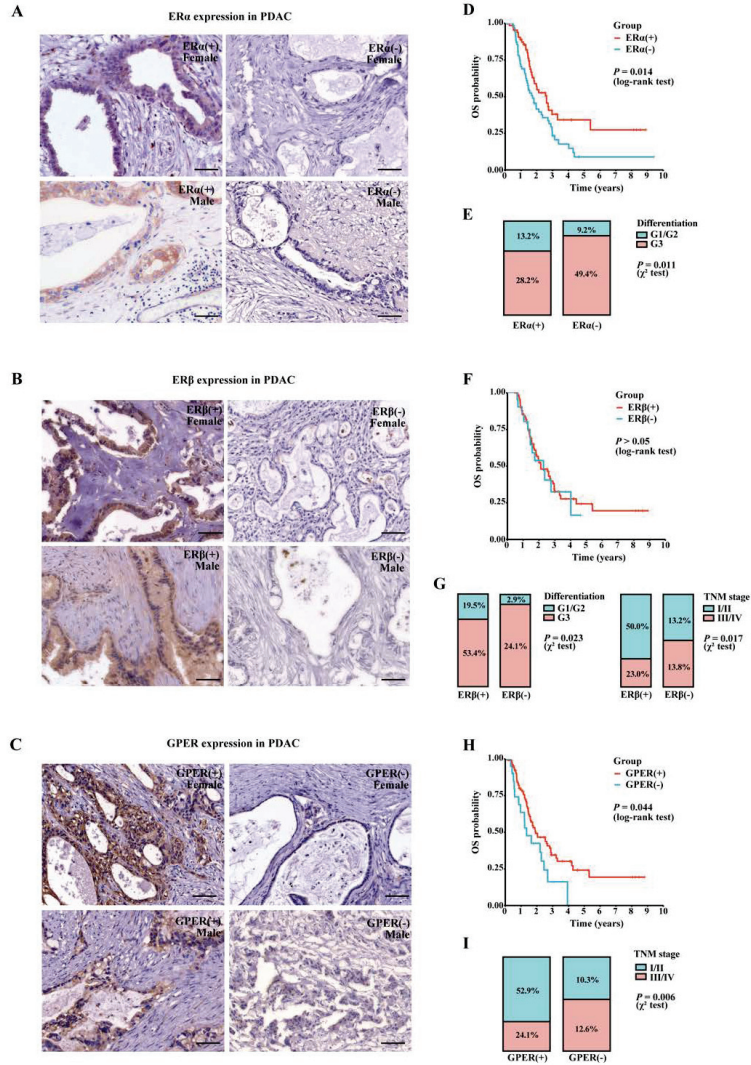 A
ERα expression in PDAC
ERα(+)
Female
ERα(-)
Female
ERα(+)
Male
ERα(-)
Male
D
OS probability
1.00
0.75
0.50
0.25
0.00
0 1 2 3 4 5 6 7 8 9 10
Time (years)
Group
ERα(+)
ERα(-)
P = 0.014
(log-rank test)
E
13.2%
28.2%
9.2%
49.4%
ERα(+)
ERα(-)
Differentiation
G1/G2
G3
P = 0.011
(χ² test)
B
ERβ expression in PDAC
ERβ(+)
Female
ERβ(-)
Female
ERβ(+)
Male
ERβ(-)
Male
F
OS probability
1.00
0.75
0.50
0.25
0.00
0 1 2 3 4 5 6 7 8 9 10
Time (years)
Group
ERβ(+)
ERβ(-)
P > 0.05
(log-rank test)
G
19.5%
53.4%
2.9%
24.1%
ERβ(+)
ERβ(-)
Differentiation
G1/G2
G3
P = 0.023
(χ² test)
50.0%
23.0%
13.2%
13.8%
ERβ(+)
ERβ(-)
TNM stage
I/II
III/IV
P = 0.017
(χ² test)
C
GPER expression in PDAC
GPER(+)
Female
GPER(-)
Female
GPER(+)
Male
GPER(-)
Male
H
OS probability
1.00
0.75
0.50
0.25
0.00
0 1 2 3 4 5 6 7 8 9 10
Time (years)
Group
GPER(+)
GPER(-)
P = 0.044
(log-rank test)
I
52.9%
24.1%
10.3%
12.6%
GPER(+)
GPER(-)
TNM stage
I/II
III/IV
P = 0.006
(χ² test)